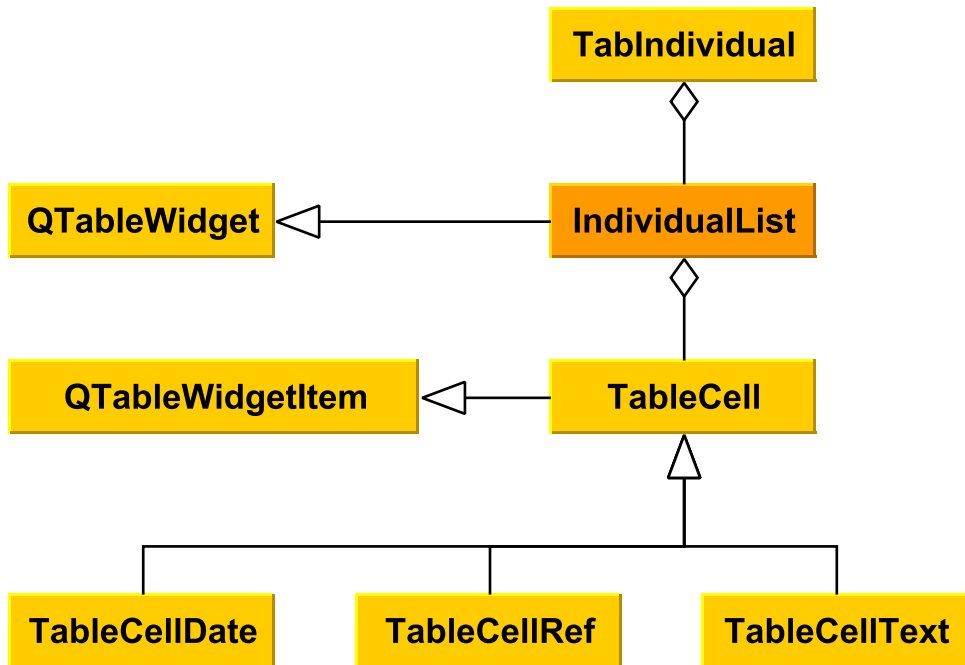 TabIndividual
QTableWidget
IndividualList
QTableWidgetItem
TableCell
TableCellDate
TableCellRef
TableCellText